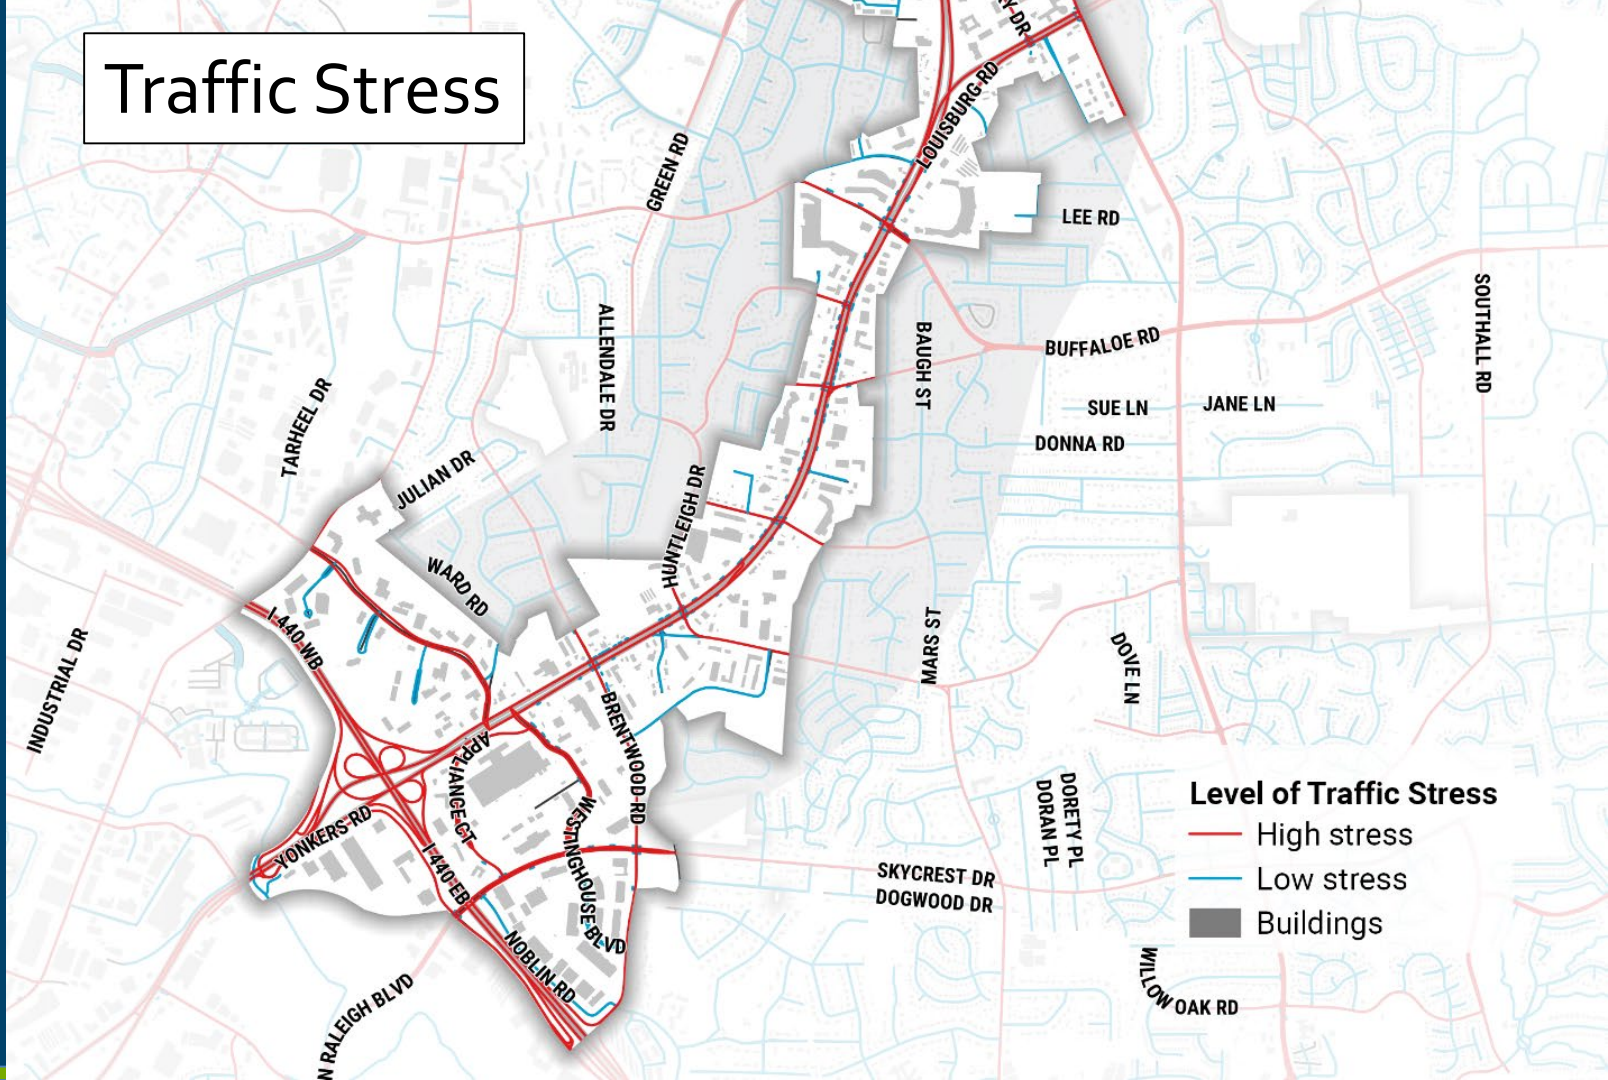 Traffic Stress
Y DR
LOUISBURG RD
GREEN RD
LEE RD
SOUTHALL RD
ALLENDALE DR
BAUGH ST
BUFFALOE RD
TARHEEL DR
SUE LN
JANE LN
DONNA RD
JULIAN DR
HUNTLEIGH DR
WARD RD
I 440 WB
MARS ST
DOVE LN
INDUSTRIAL DR
BRENTWOOD RD
APPLIANCE CT
WESTINGHOUSE BLVD
YONKERS RD
I 440 EB
DORETY PL
DORAN PL
Level of Traffic Stress
High stress
Low stress
Buildings
SKYCREST DR
DOGWOOD DR
NOBLIN RD
N RALEIGH BLVD
WILLOW OAK RD